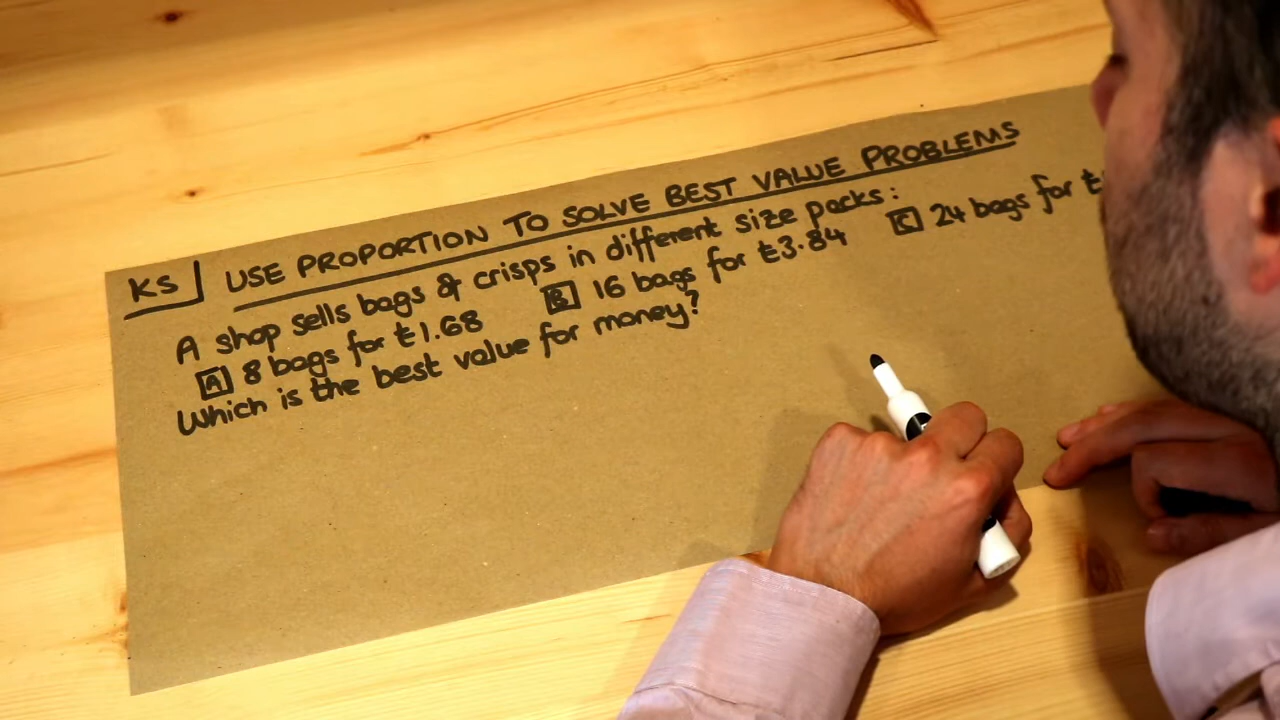 KS USE PROPORTION TO SOLVE BEST VALUE PROBLEMS
A shop sells bags of crisps in different size packs:
A 8 bags for £1.68 B 16 bags for £3.84 C 24 bags for £
Which is the best value for money?